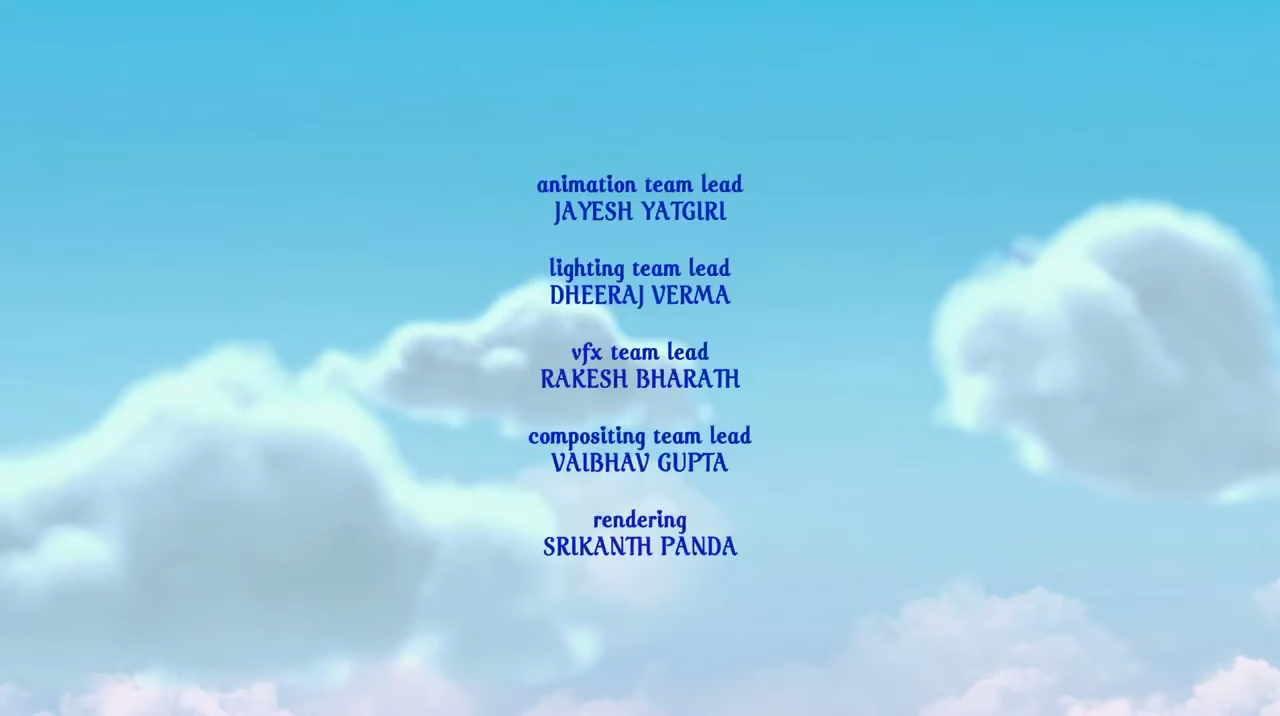 animation team lead
JAYESH YATGIRI
lighting team lead
DHEERAJ VERMA
vfx team lead
RAKESH BHARATH
compositing team lead
VAIBHAV GUPTA
rendering
SRIKANTH PANDA